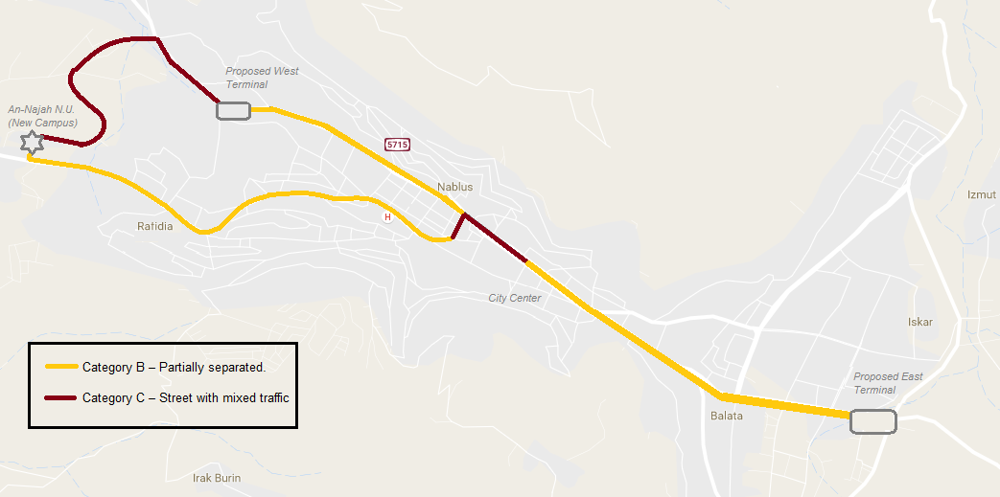 Proposed West
Terminal
An-Najah N.U.
(New Campus)
5715
Nablus
Izmut
H
Rafidia
City Center
Iskar
Category B – Partially separated.
Category C – Street with mixed traffic
Proposed East
Terminal
Balata
Irak Burin